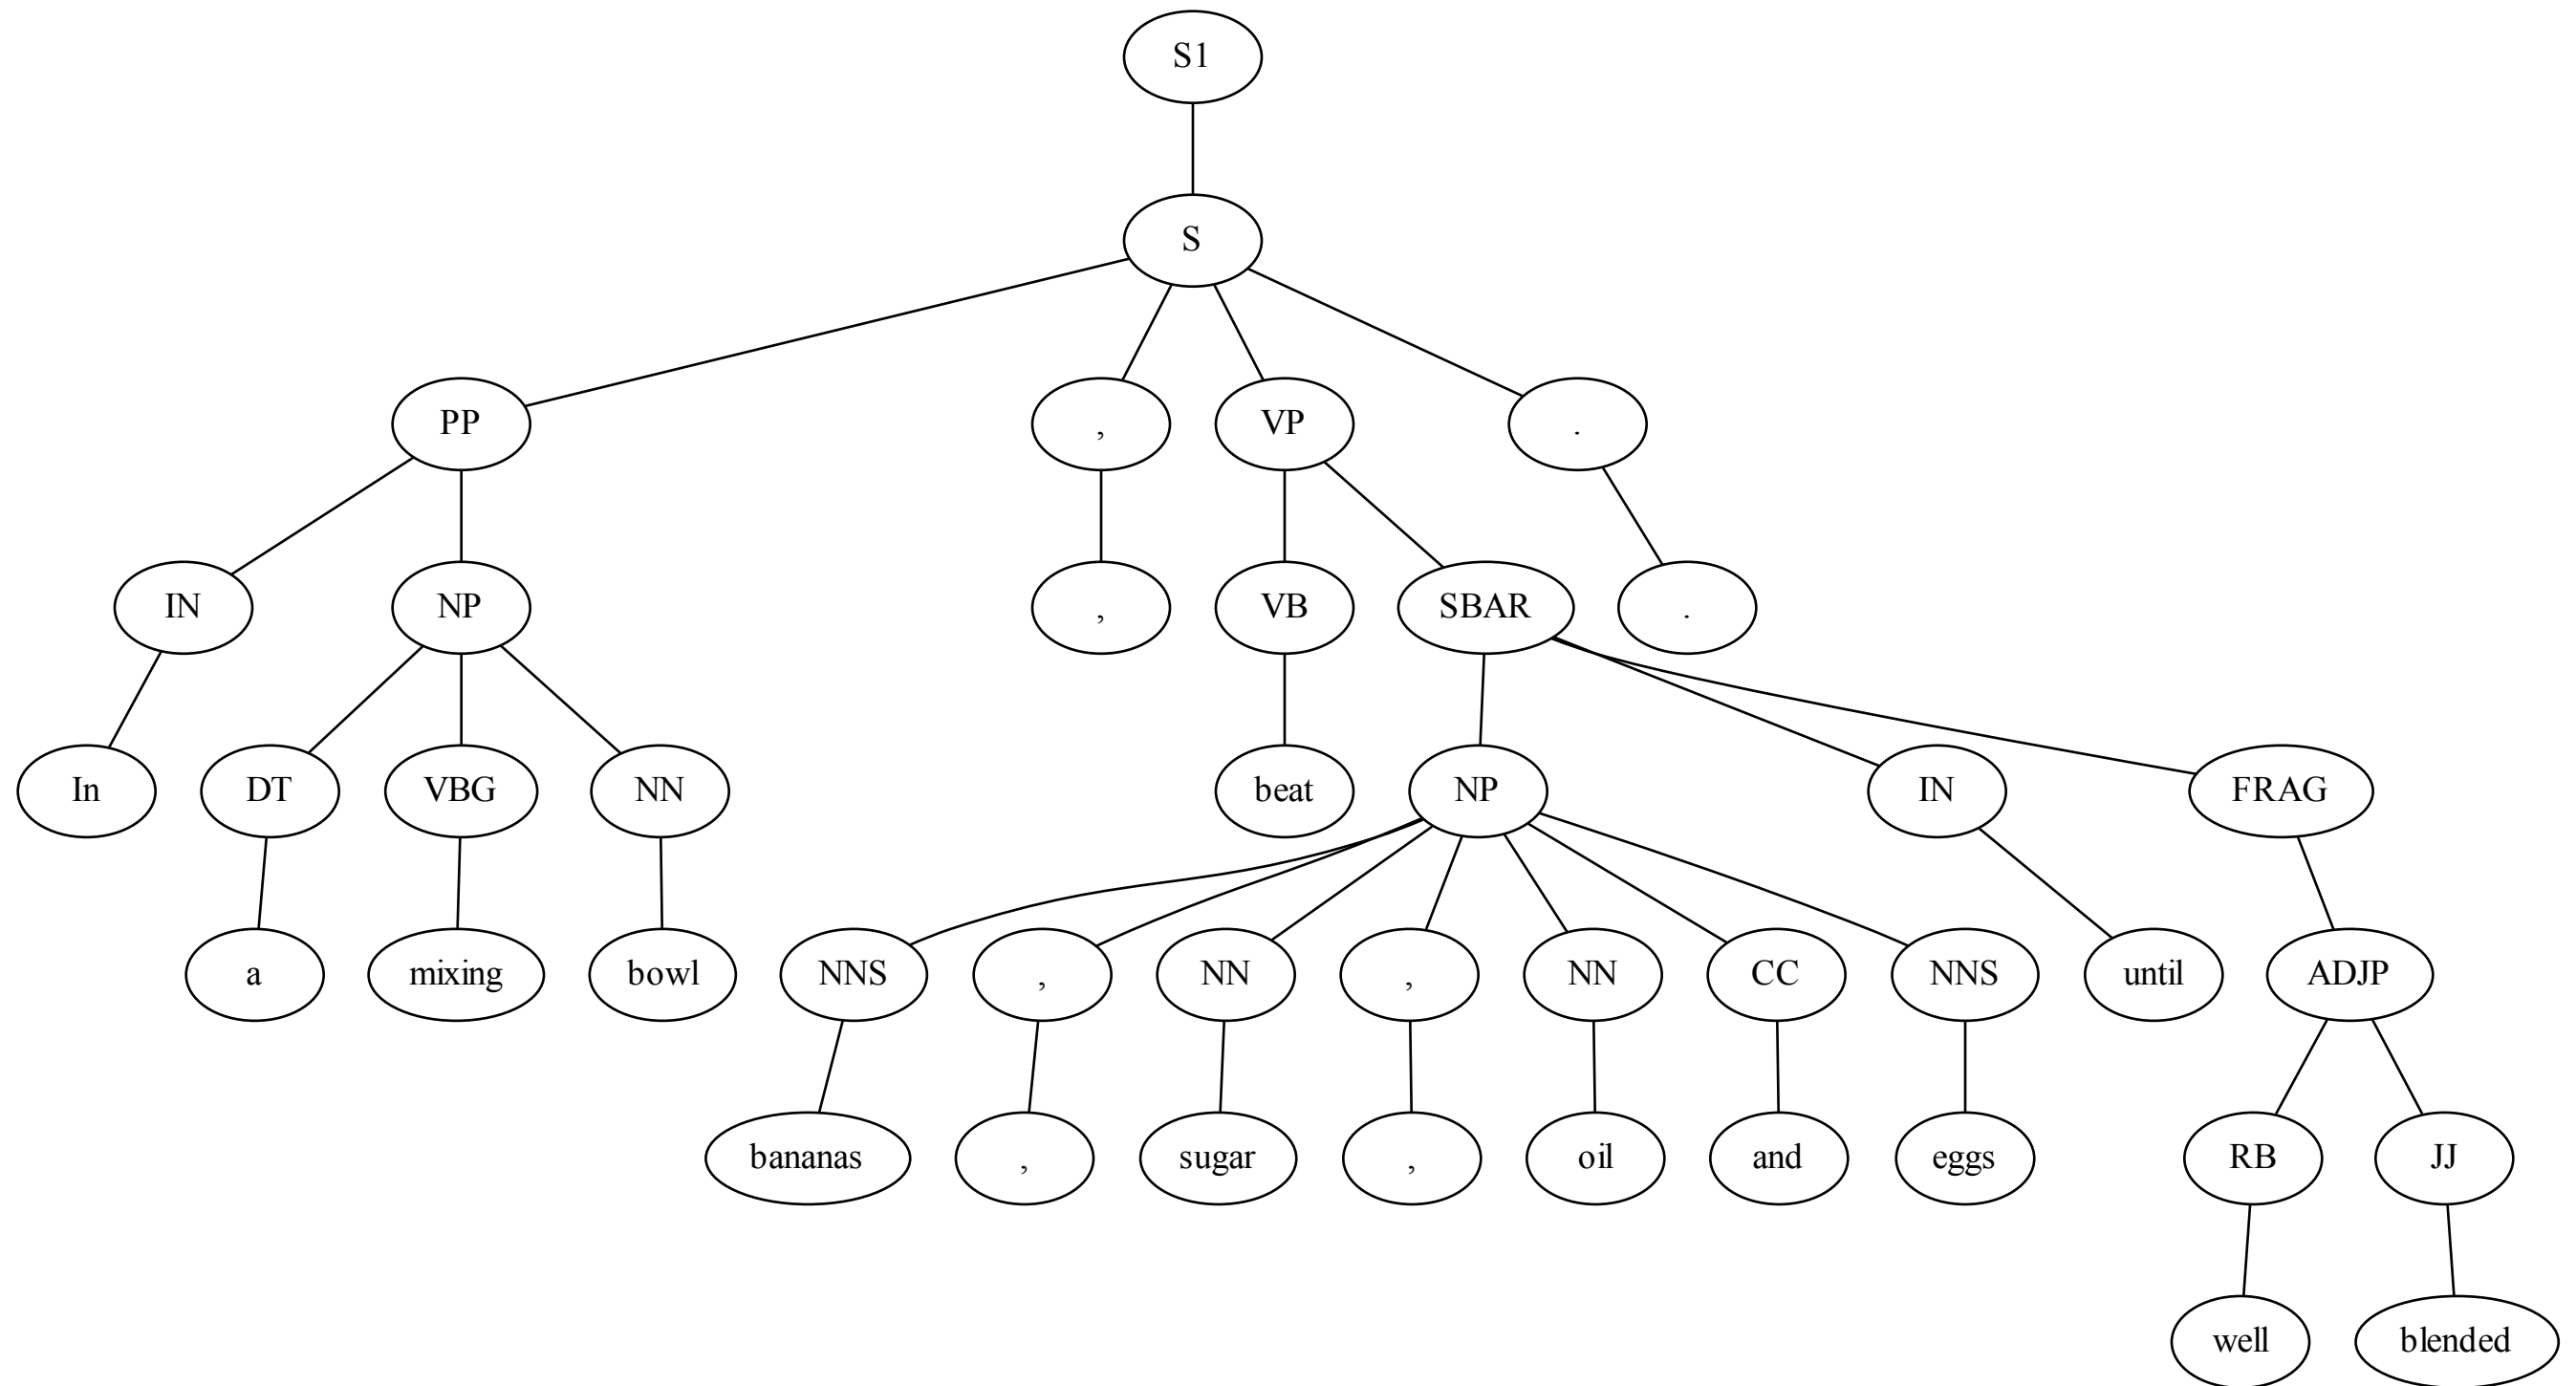 S1
S
PP , VP .
IN NP , VB SBAR .
In DT VBG NN beat NP IN FRAG
a mixing bowl NNS , NN , NN CC NNS until ADJP
bananas , sugar , oil and eggs RB JJ
well blended